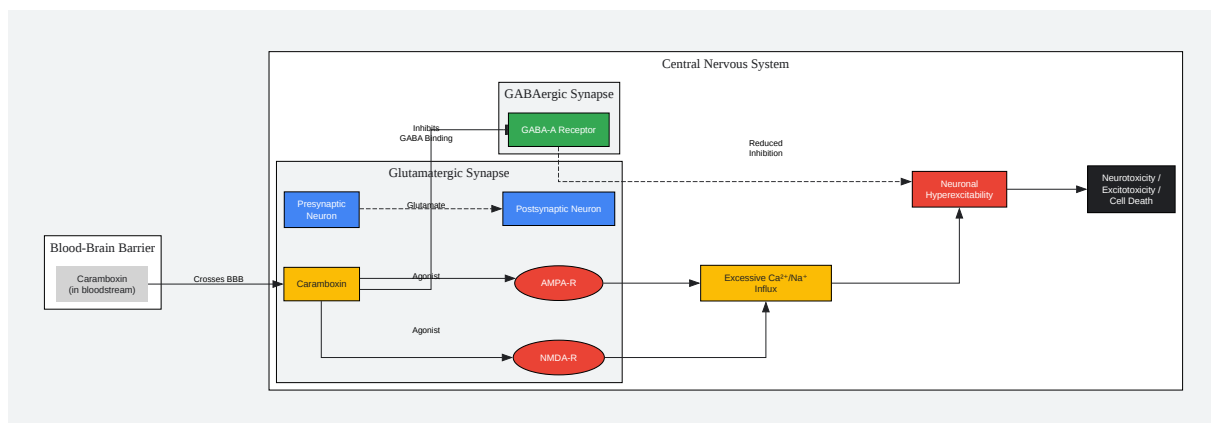 Central Nervous System
GABAergic Synapse
Inhibits
GABA Binding
GABA-A Receptor
Reduced
Inhibition
Glutamatergic Synapse
Presynaptic
Neuron
Glutamate
Postsynaptic Neuron
Neuronal
Hyperexcitability
Neurotoxicity /
Excitotoxicity /
Cell Death
Blood-Brain Barrier
Caramboxin
(in bloodstream)
Crosses BBB
Caramboxin
Agonist
AMPA-R
Excessive Ca²⁺/Na⁺
Influx
Agonist
NMDA-R